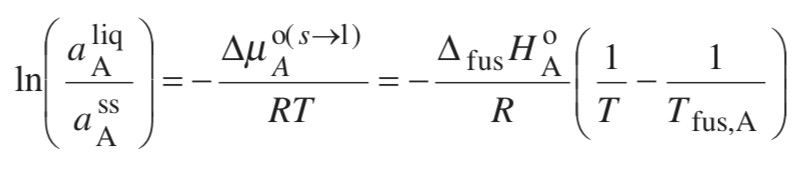 ln(a_A^liq / a_A^ss) = − Δμ_A^o(s→l) / RT = − Δ_fus H_A^o / R (1/T − 1/T_fus,A)